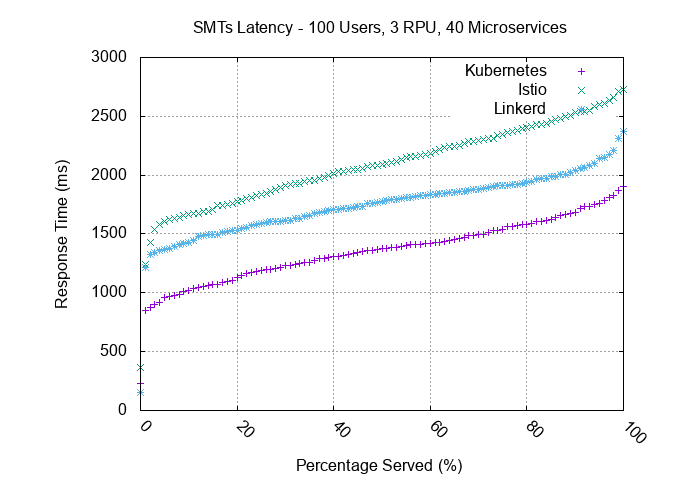 SMTs Latency - 100 Users, 3 RPU, 40 Microservices
3000
2500
2000
1500
1000
500
0
Response Time (ms)
Kubernetes
Istio
Linkerd
0
20
40
60
80
100
Percentage Served (%)